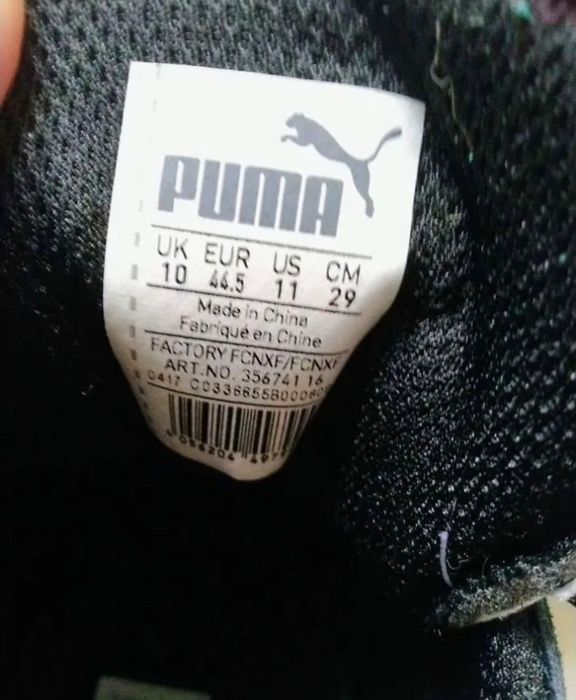 PUMA
UK EUR US CM
10 44.5 11 29
Made in China
Fabriqué en Chine
FACTORY FCNXF/FCNXF
ART.NO. 356741 16
0417